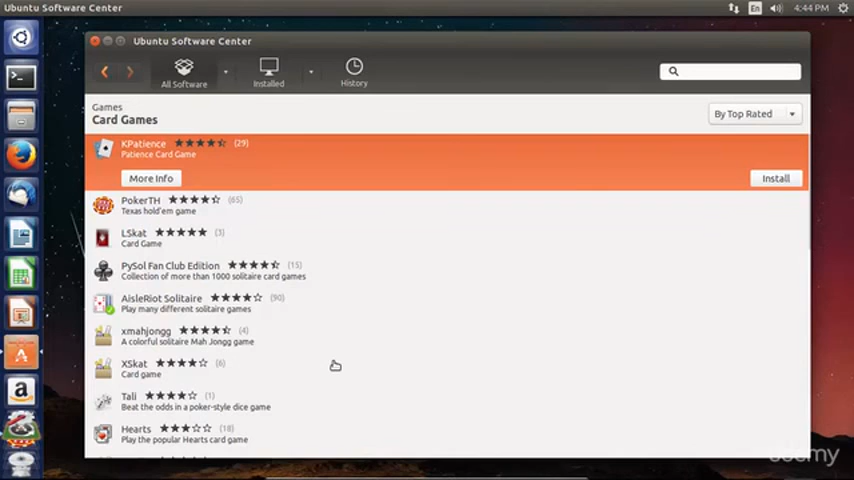 Ubuntu Software Center
En
4:44 PM
Ubuntu Software Center
All Software
Installed
History
Games
Card Games
By Top Rated
KPatience (29)
Patience Card Game
More Info
Install
PokerTH (65)
Texas hold'em game
LSkat (3)
Card Game
PySol Fan Club Edition (15)
Collection of more than 1000 solitaire card games
AisleRiot Solitaire (90)
Play many different solitaire games
xmahjongg (4)
A colorful solitaire Mah Jongg game
XSkat (6)
Card game
Tali (1)
Beat the odds in a poker-style dice game
Hearts (18)
Play the popular Hearts card game
udemy